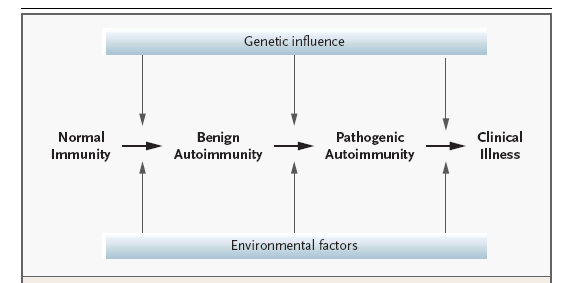 Genetic influence
Normal
Immunity
Benign
Autoimmunity
Pathogenic
Autoimmunity
Clinical
Illness
Environmental factors